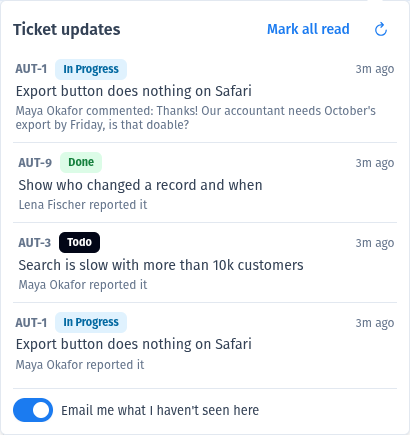 Ticket updates
Mark all read
AUT-1 In Progress 3m ago
Export button does nothing on Safari
Maya Okafor commented: Thanks! Our accountant needs October's
export by Friday, is that doable?
AUT-9 Done 3m ago
Show who changed a record and when
Lena Fischer reported it
AUT-3 Todo 3m ago
Search is slow with more than 10k customers
Maya Okafor reported it
AUT-1 In Progress 3m ago
Export button does nothing on Safari
Maya Okafor reported it
Email me what I haven't seen here